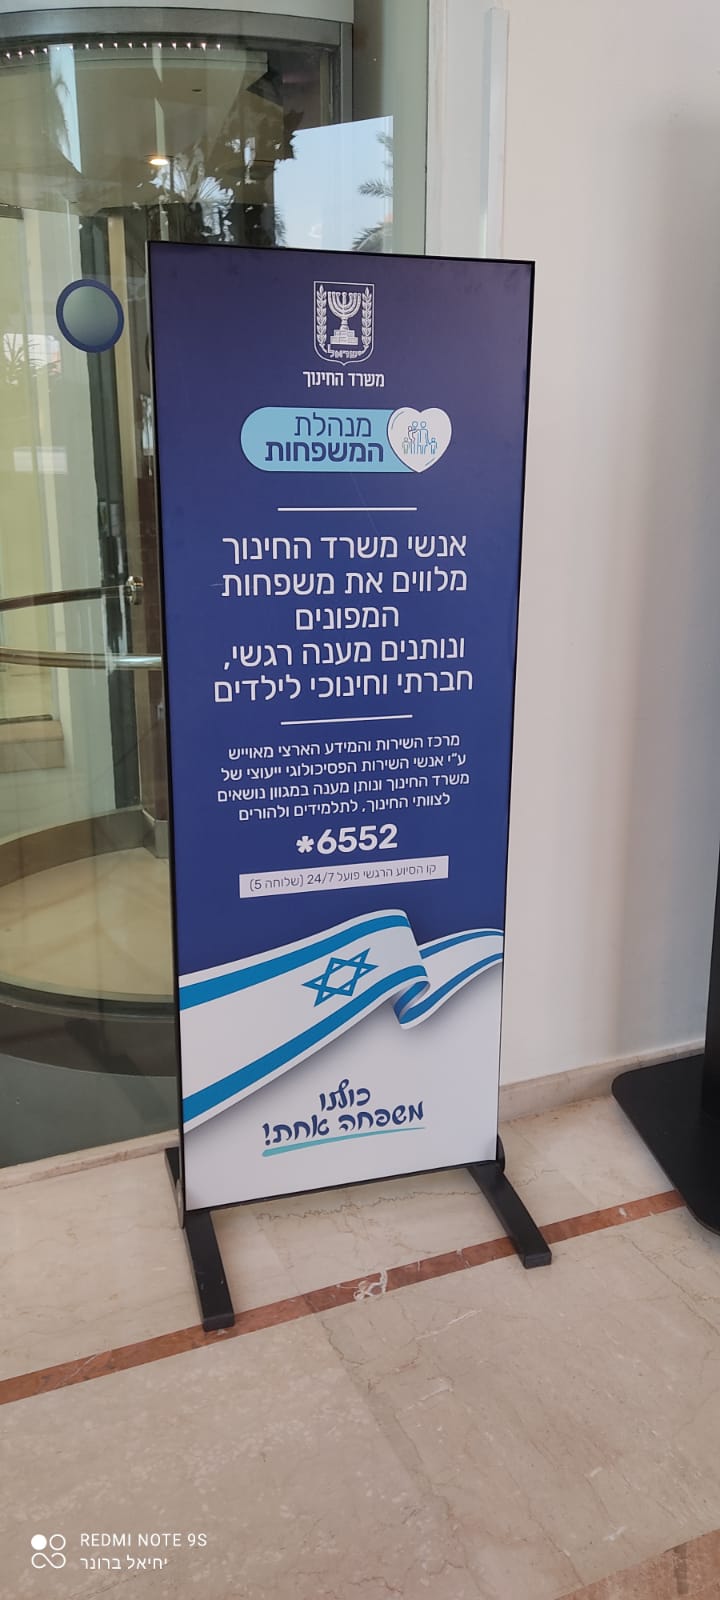 ישראל
משרד החינוך
מנהלת
המשפחות
אנשי משרד החינוך
מלווים את משפחות
המפונים
ונותנים מענה רגשי,
חברתי וחינוכי לילדים
מרכז השירות והמידע הארצי מאוייש
ע״י אנשי השירות הפסיכולוגי ייעוצי של
משרד החינוך ונותן מענה במגוון נושאים
לצוותי החינוך, לתלמידים ולהורים
*6552
קו הסיוע הרגשי פועל 24/7 (שלוחה 5)
כולנו
משפחה אחת!
REDMI NOTE 9S
יחיאל ברונר